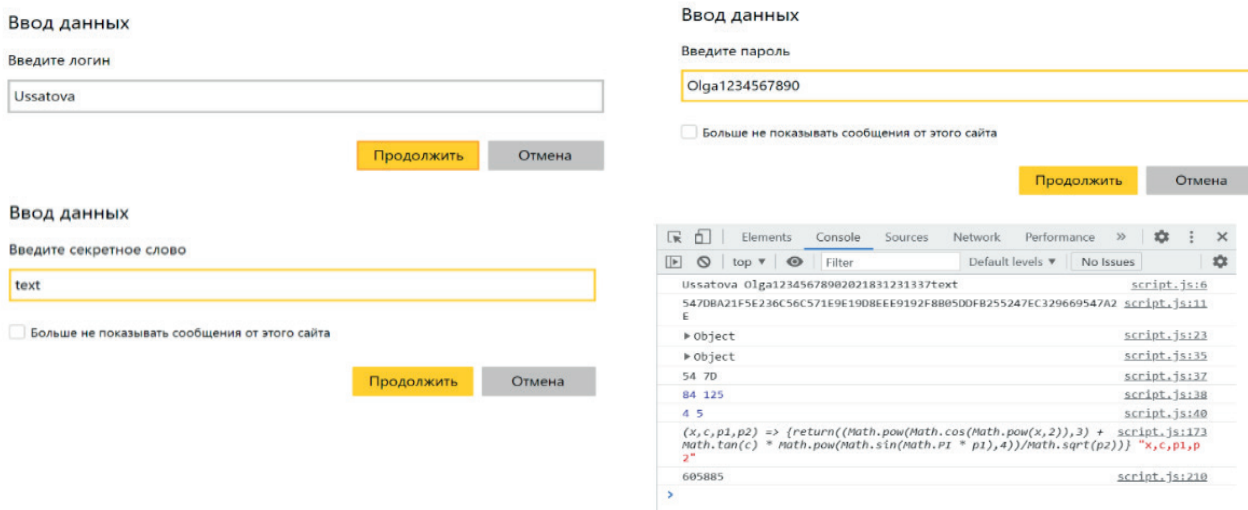 Ввод данных
Введите логин
Ussatova
Продолжить Отмена
Ввод данных
Введите секретное слово
text
Больше не показывать сообщения от этого сайта
Продолжить Отмена
Ввод данных
Введите пароль
Olga1234567890
Больше не показывать сообщения от этого сайта
Продолжить Отмена
Elements Console Sources Network Performance »
top ▼ Filter Default levels ▼ No Issues
Ussatova Olga12345678902021831231337text script.js:6
547DBA21F5E236C56C571E9E19D8EEE9192F8B05DDFB255247EC329669547A2 script.js:11
E
▶ Object script.js:23
▶ Object script.js:35
54 7D script.js:37
84 125 script.js:38
4 5 script.js:40
(x,c,p1,p2) => {return((Math.pow(Math.cos(Math.pow(x,2)),3) + script.js:173
Math.tan(c) * Math.pow(Math.sin(Math.PI * p1),4))/Math.sqrt(p2))} "x,c,p1,p
2"
605885 script.js:210
>